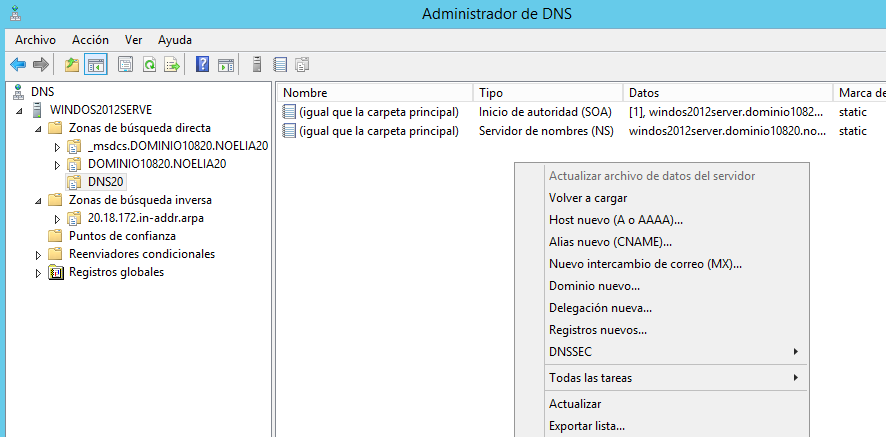 Administrador de DNS
Archivo Acción Ver Ayuda
DNS
WINDOS2012SERVE
Zonas de búsqueda directa
_msdcs.DOMINIO10820.NOELIA20
DOMINIO10820.NOELIA20
DNS20
Zonas de búsqueda inversa
20.18.172.in-addr.arpa
Puntos de confianza
Reenviadores condicionales
Registros globales
Nombre Tipo Datos Marca de
(igual que la carpeta principal) Inicio de autoridad (SOA) [1], windos2012server.dominio1082... static
(igual que la carpeta principal) Servidor de nombres (NS) windos2012server.dominio10820.no... static
Actualizar archivo de datos del servidor
Volver a cargar
Host nuevo (A o AAAA)...
Alias nuevo (CNAME)...
Nuevo intercambio de correo (MX)...
Dominio nuevo...
Delegación nueva...
Registros nuevos...
DNSSEC
Todas las tareas
Actualizar
Exportar lista...